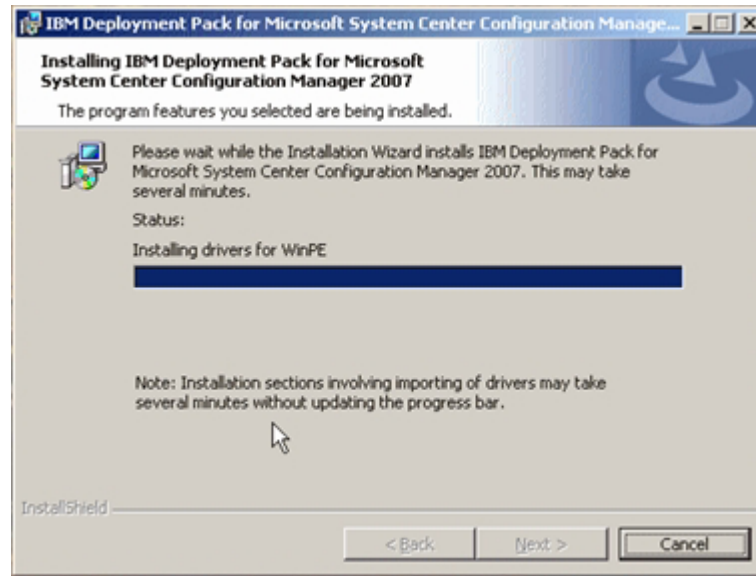 IBM Deployment Pack for Microsoft System Center Configuration Manage...
Installing IBM Deployment Pack for Microsoft
System Center Configuration Manager 2007
The program features you selected are being installed.
Please wait while the Installation Wizard installs IBM Deployment Pack for
Microsoft System Center Configuration Manager 2007. This may take
several minutes.
Status:
Installing drivers for WinPE
Note: Installation sections involving importing of drivers may take
several minutes without updating the progress bar.
InstallShield
< Back
Next >
Cancel